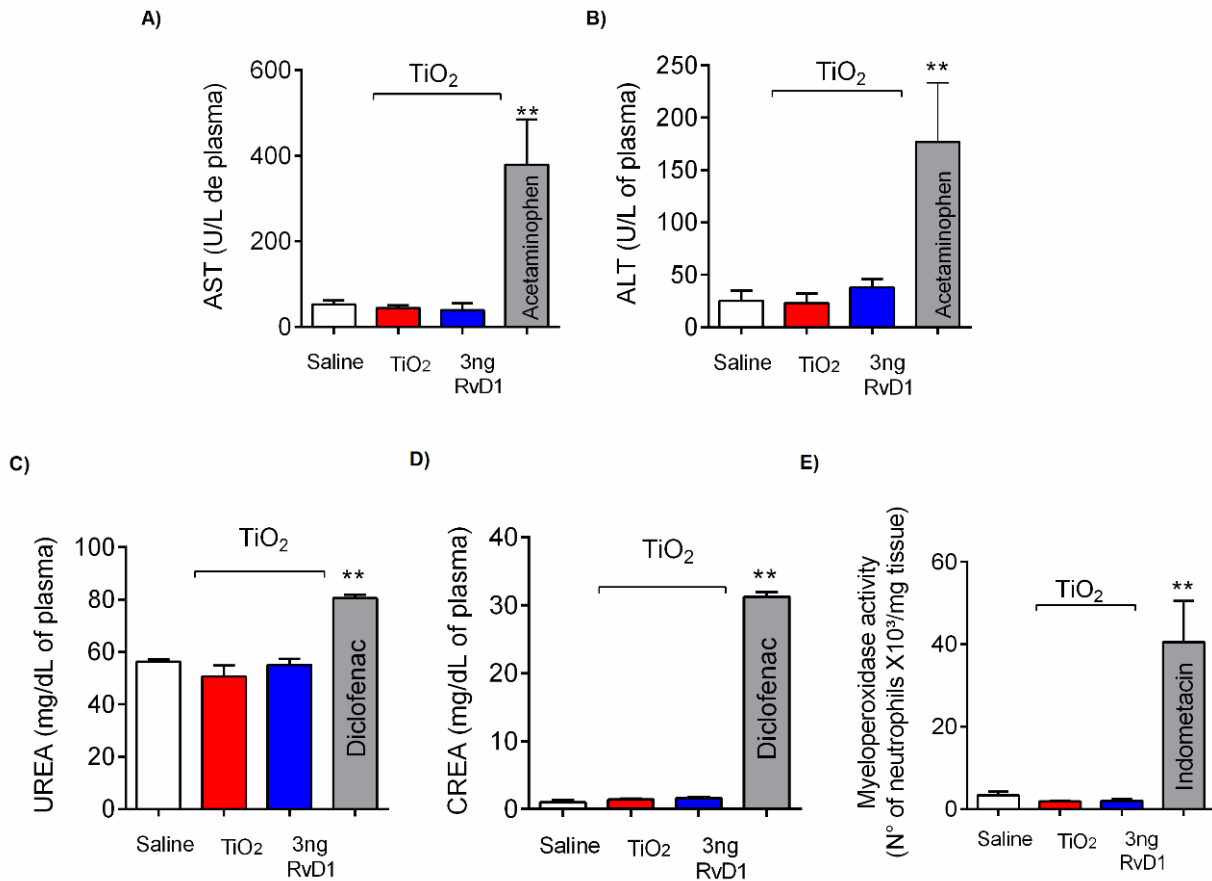 A)
TiO2
**
AST (U/L de plasma)
600
400
200
0
Acetaminophen
Saline
TiO2
3ng
RvD1
B)
TiO2
**
ALT (U/L of plasma)
250
200
150
100
50
0
Acetaminophen
Saline
TiO2
3ng
RvD1
C)
TiO2
**
UREA (mg/dL of plasma)
100
80
60
40
20
0
Diclofenac
Saline
TiO2
3ng
RvD1
D)
TiO2
**
CREA (mg/dL of plasma)
40
30
20
10
0
Diclofenac
Saline
TiO2
3ng
RvD1
E)
TiO2
**
Myeloperoxidase activity
(N° of neutrophils X10³/mg tissue)
60
40
20
0
Indometacin
Saline
TiO2
3ng
RvD1